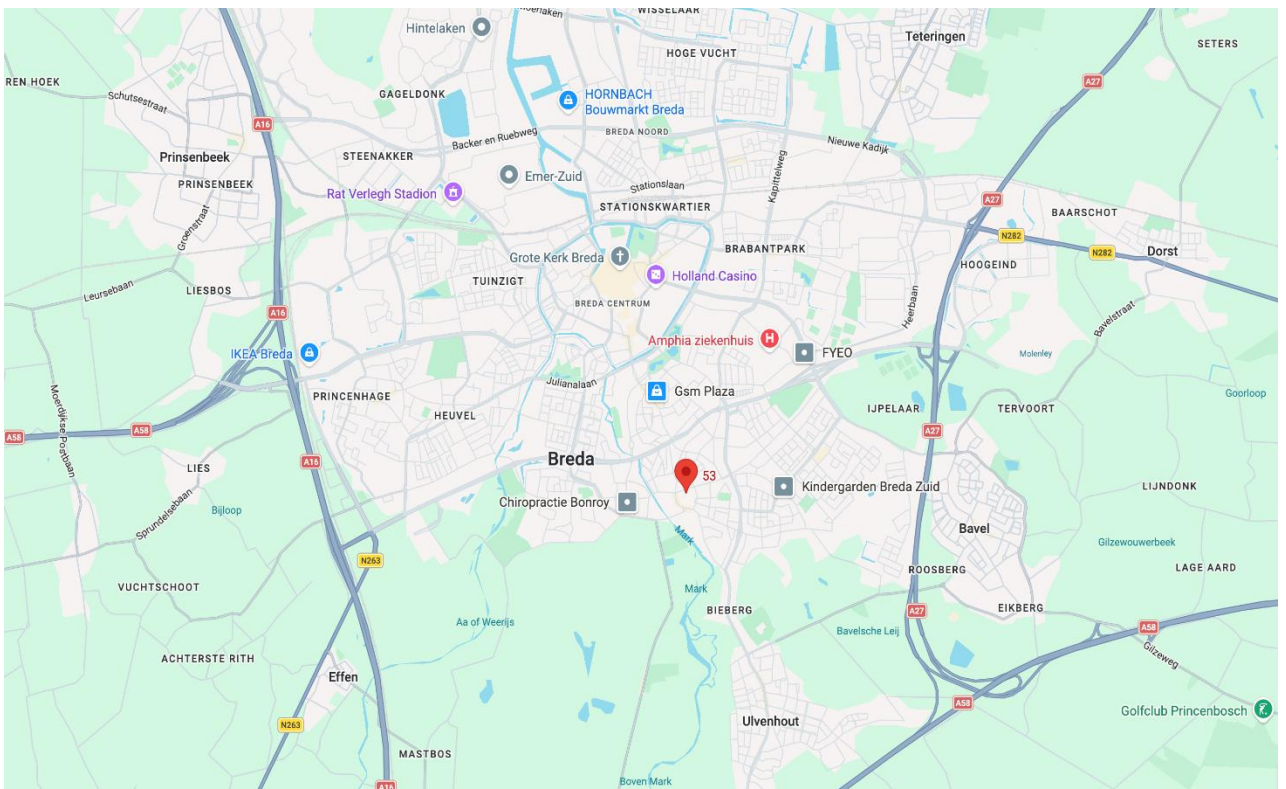 WISSELAAR
Hintelaken
Moerlaken
HOGE VUCHT
Teteringen
SETERS
REN HOEK
GAGELDONK
HORNBACH
Bouwmarkt Breda
A27
Schutsestraat
A16
BREDA NOORD
Backer en Ruebweg
Nieuwe Kadijk
Prinsenbeek
STEENAKKER
Kapittelweg
PRINSENBEEK
Emer-Zuid
Rat Verlegh Stadion
Stationslaan
A27
STATIONSKWARTIER
BAARSCHOT
Groenstraat
N282
BRABANTPARK
N282
Dorst
Grote Kerk Breda
HOOGEIND
Holland Casino
TUINZIGT
LIESBOS
Leursebaan
BREDA CENTRUM
Heerbaan
Bavelstraat
A16
Amphia ziekenhuis
FYEO
IKEA Breda
Molenley
Julianalaan
Gsm Plaza
Goorloop
PRINCENHAGE
HEUVEL
IJPELAAR
TERVOORT
Moerdijkse Postbaan
A58
A58
A27
Breda
A16
LIES
53
Kindergarden Breda Zuid
LIJNDONK
Chiropractie Bonroy
Sprundelsebaan
Bijloop
Bavel
Mark
Gilzewouwerbeek
N263
ROOSBERG
LAGE AARD
VUCHTSCHOOT
Mark
BIEBERG
A27
EIKBERG
Aa of Weerijs
Bavelsche Leij
A58
Gilzeweg
ACHTERSTE RITH
Effen
A58
Golfclub Princenbosch
N263
Ulvenhout
MASTBOS
Boven Mark
A16